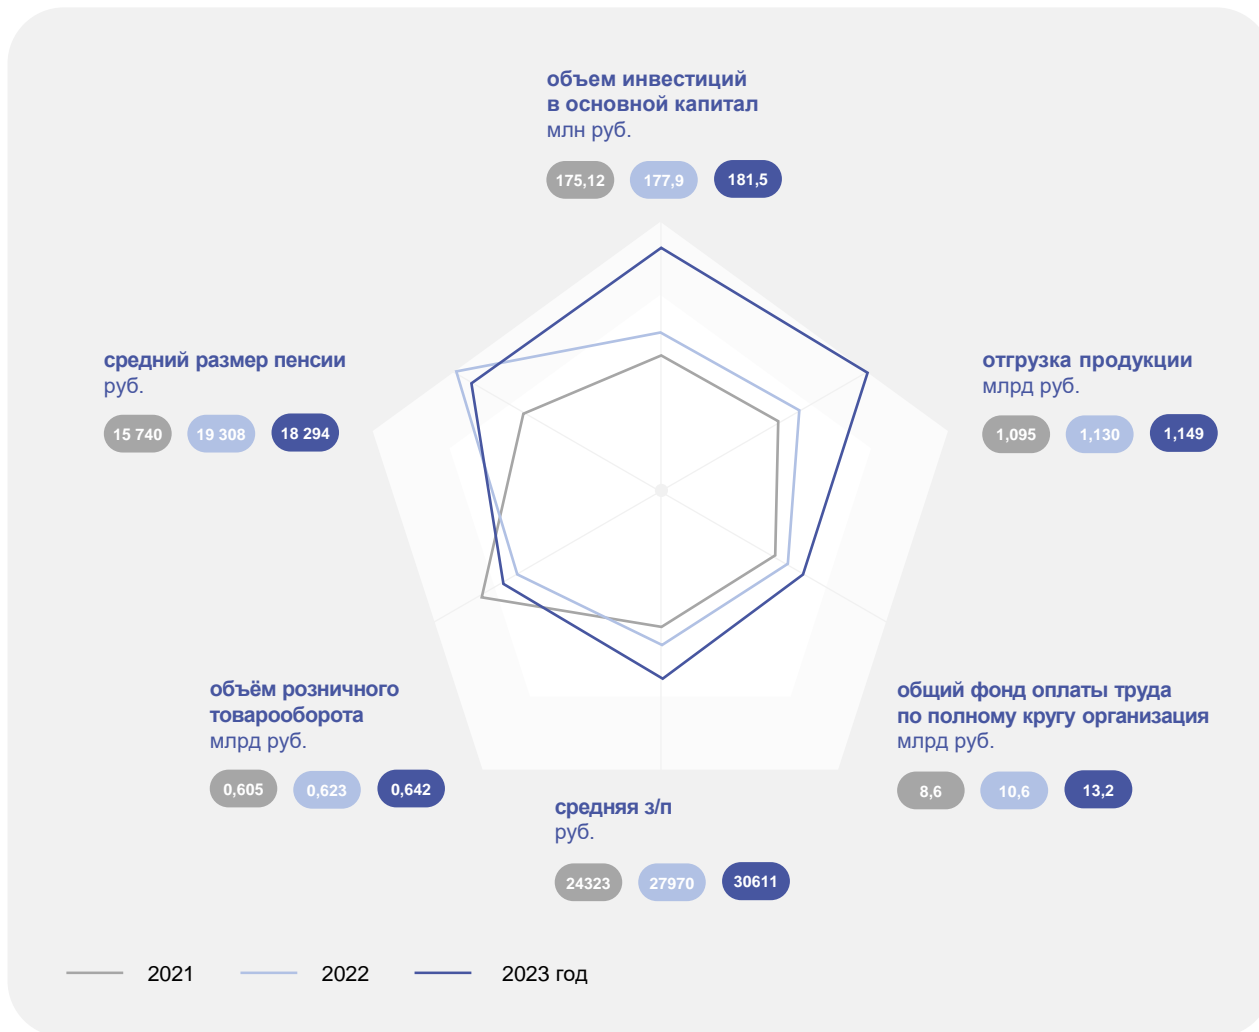 объем инвестиций
в основной капитал
млн руб.
175,12 177,9 181,5
средний размер пенсии
руб.
15 740 19 308 18 294
отгрузка продукции
млрд руб.
1,095 1,130 1,149
объём розничного
товарооборота
млрд руб.
0,605 0,623 0,642
общий фонд оплаты труда
по полному кругу организация
млрд руб.
8,6 10,6 13,2
средняя з/п
руб.
24323 27970 30611
2021 2022 2023 год